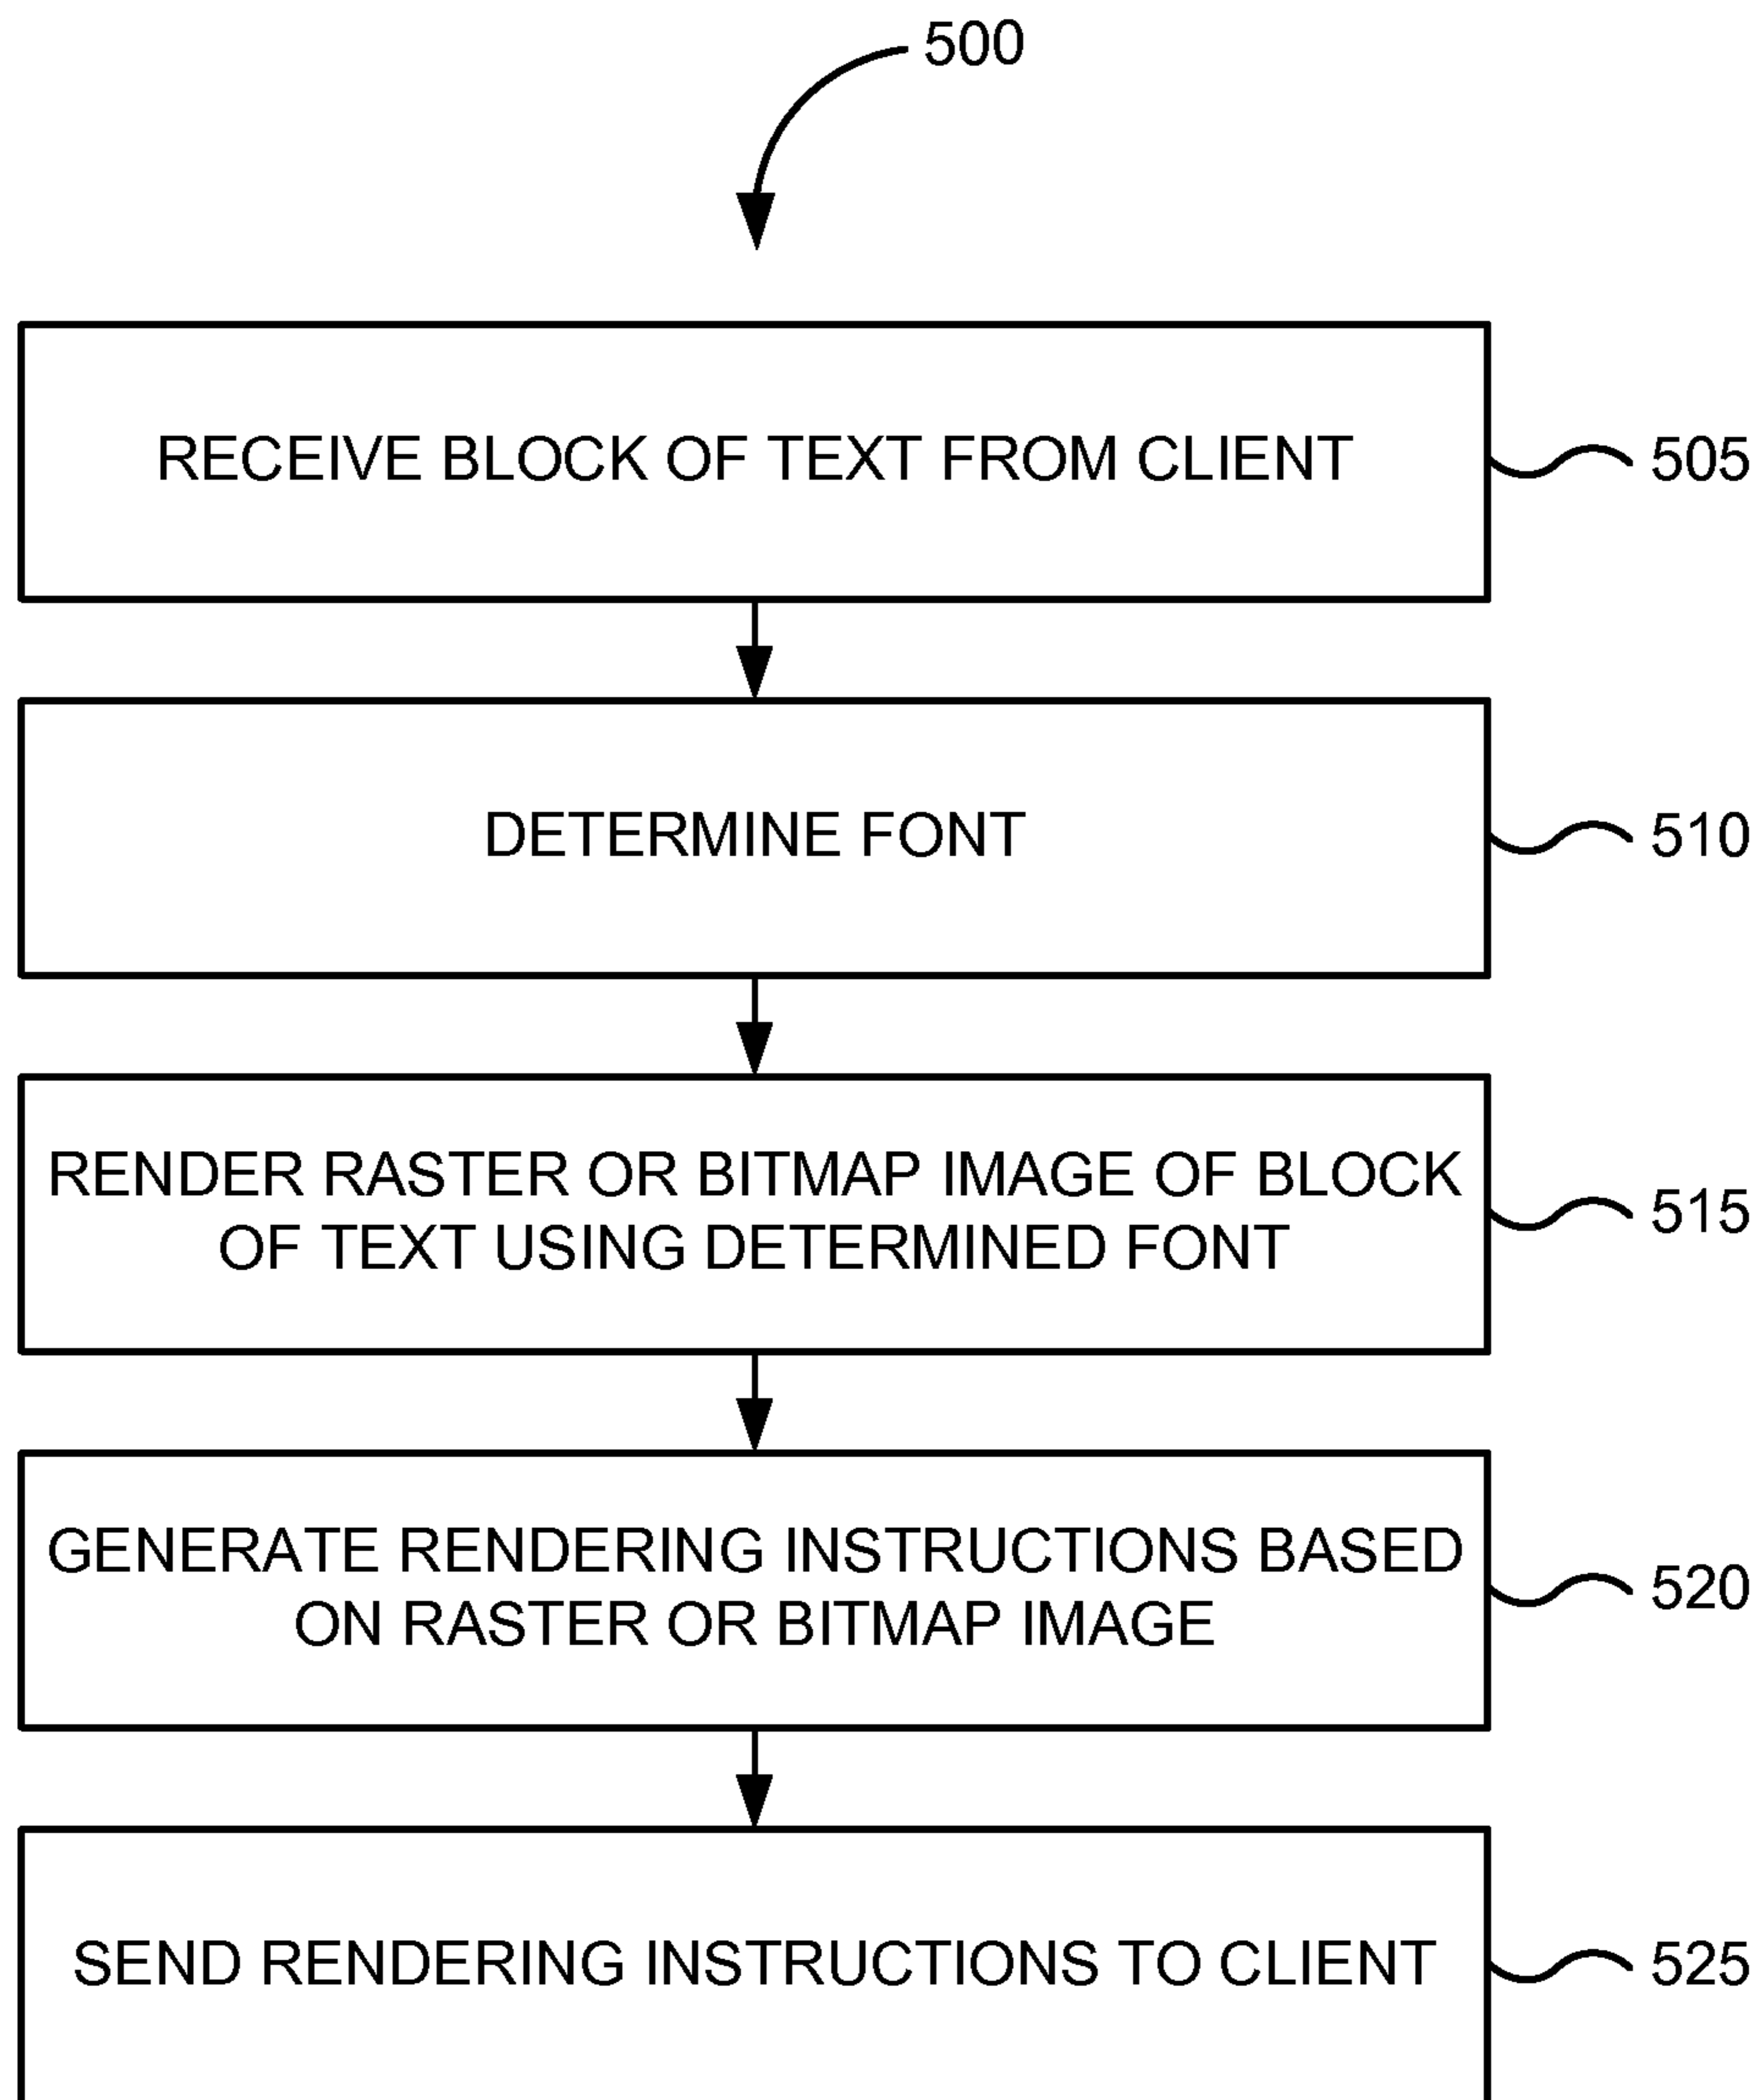 500
RECEIVE BLOCK OF TEXT FROM CLIENT
505
DETERMINE FONT
510
RENDER RASTER OR BITMAP IMAGE OF BLOCK
OF TEXT USING DETERMINED FONT
515
GENERATE RENDERING INSTRUCTIONS BASED
ON RASTER OR BITMAP IMAGE
520
SEND RENDERING INSTRUCTIONS TO CLIENT
525